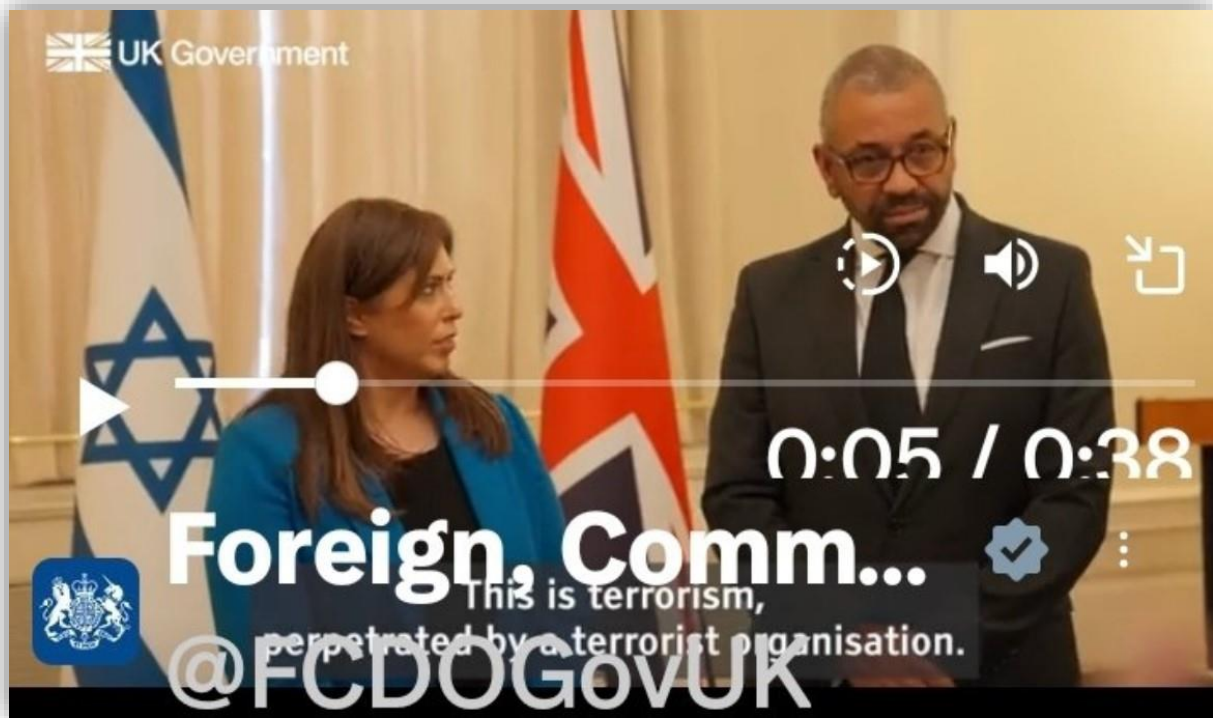 UK Government
0:05 / 0:38
Foreign, Comm...
This is terrorism,
perpetrated by a terrorist organisation.
@FCDOGovUK